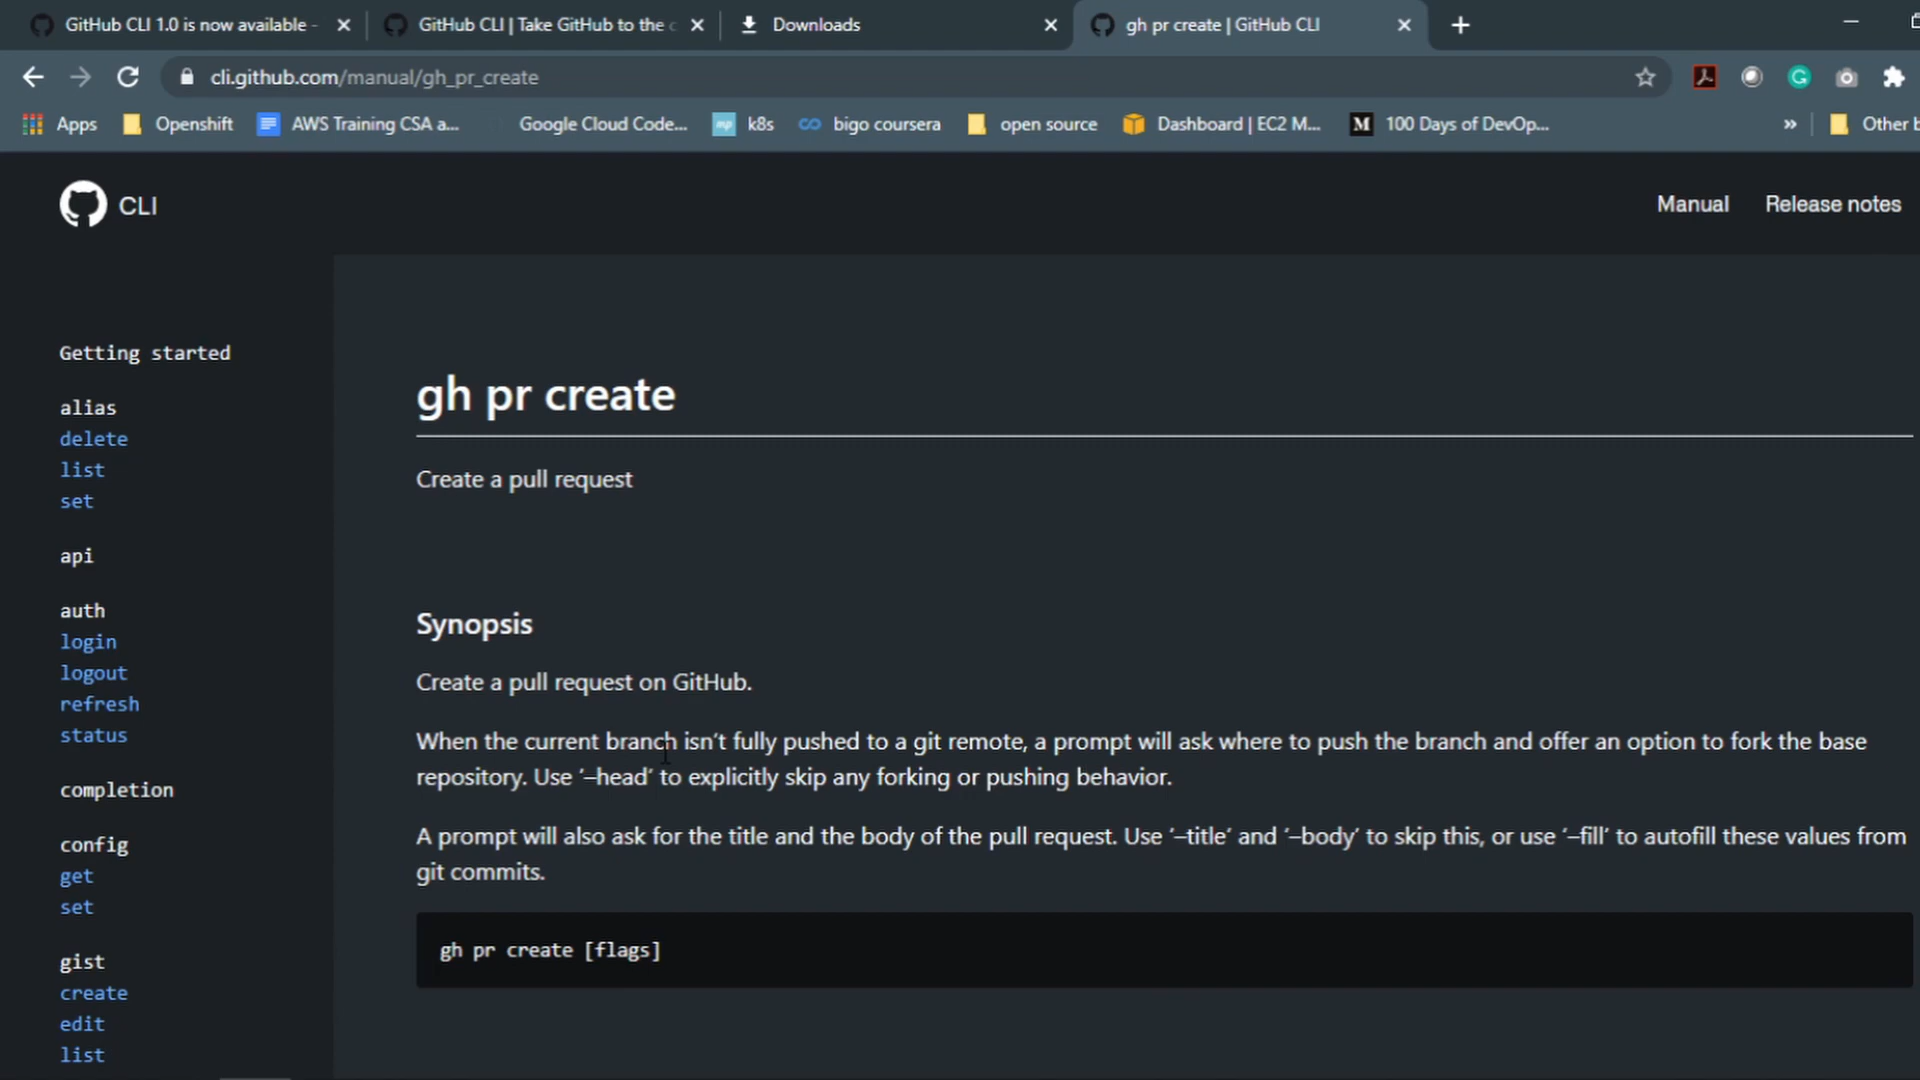 GitHub CLI 1.0 is now available -
GitHub CLI | Take GitHub to the c
Downloads
gh pr create | GitHub CLI
cli.github.com/manual/gh_pr_create
Apps
Openshift
AWS Training CSA a...
Google Cloud Code...
k8s
bigo coursera
open source
Dashboard | EC2 M...
M
100 Days of DevOp...
»
Other b
CLI
Manual
Release notes
Getting started
alias
delete
list
set
api
auth
login
logout
refresh
status
completion
config
get
set
gist
create
edit
list
gh pr create
Create a pull request
Synopsis
Create a pull request on GitHub.
When the current branch isn’t fully pushed to a git remote, a prompt will ask where to push the branch and offer an option to fork the base
repository. Use ‘–head’ to explicitly skip any forking or pushing behavior.
A prompt will also ask for the title and the body of the pull request. Use ‘–title’ and ‘–body’ to skip this, or use ‘–fill’ to autofill these values from
git commits.
gh pr create [flags]